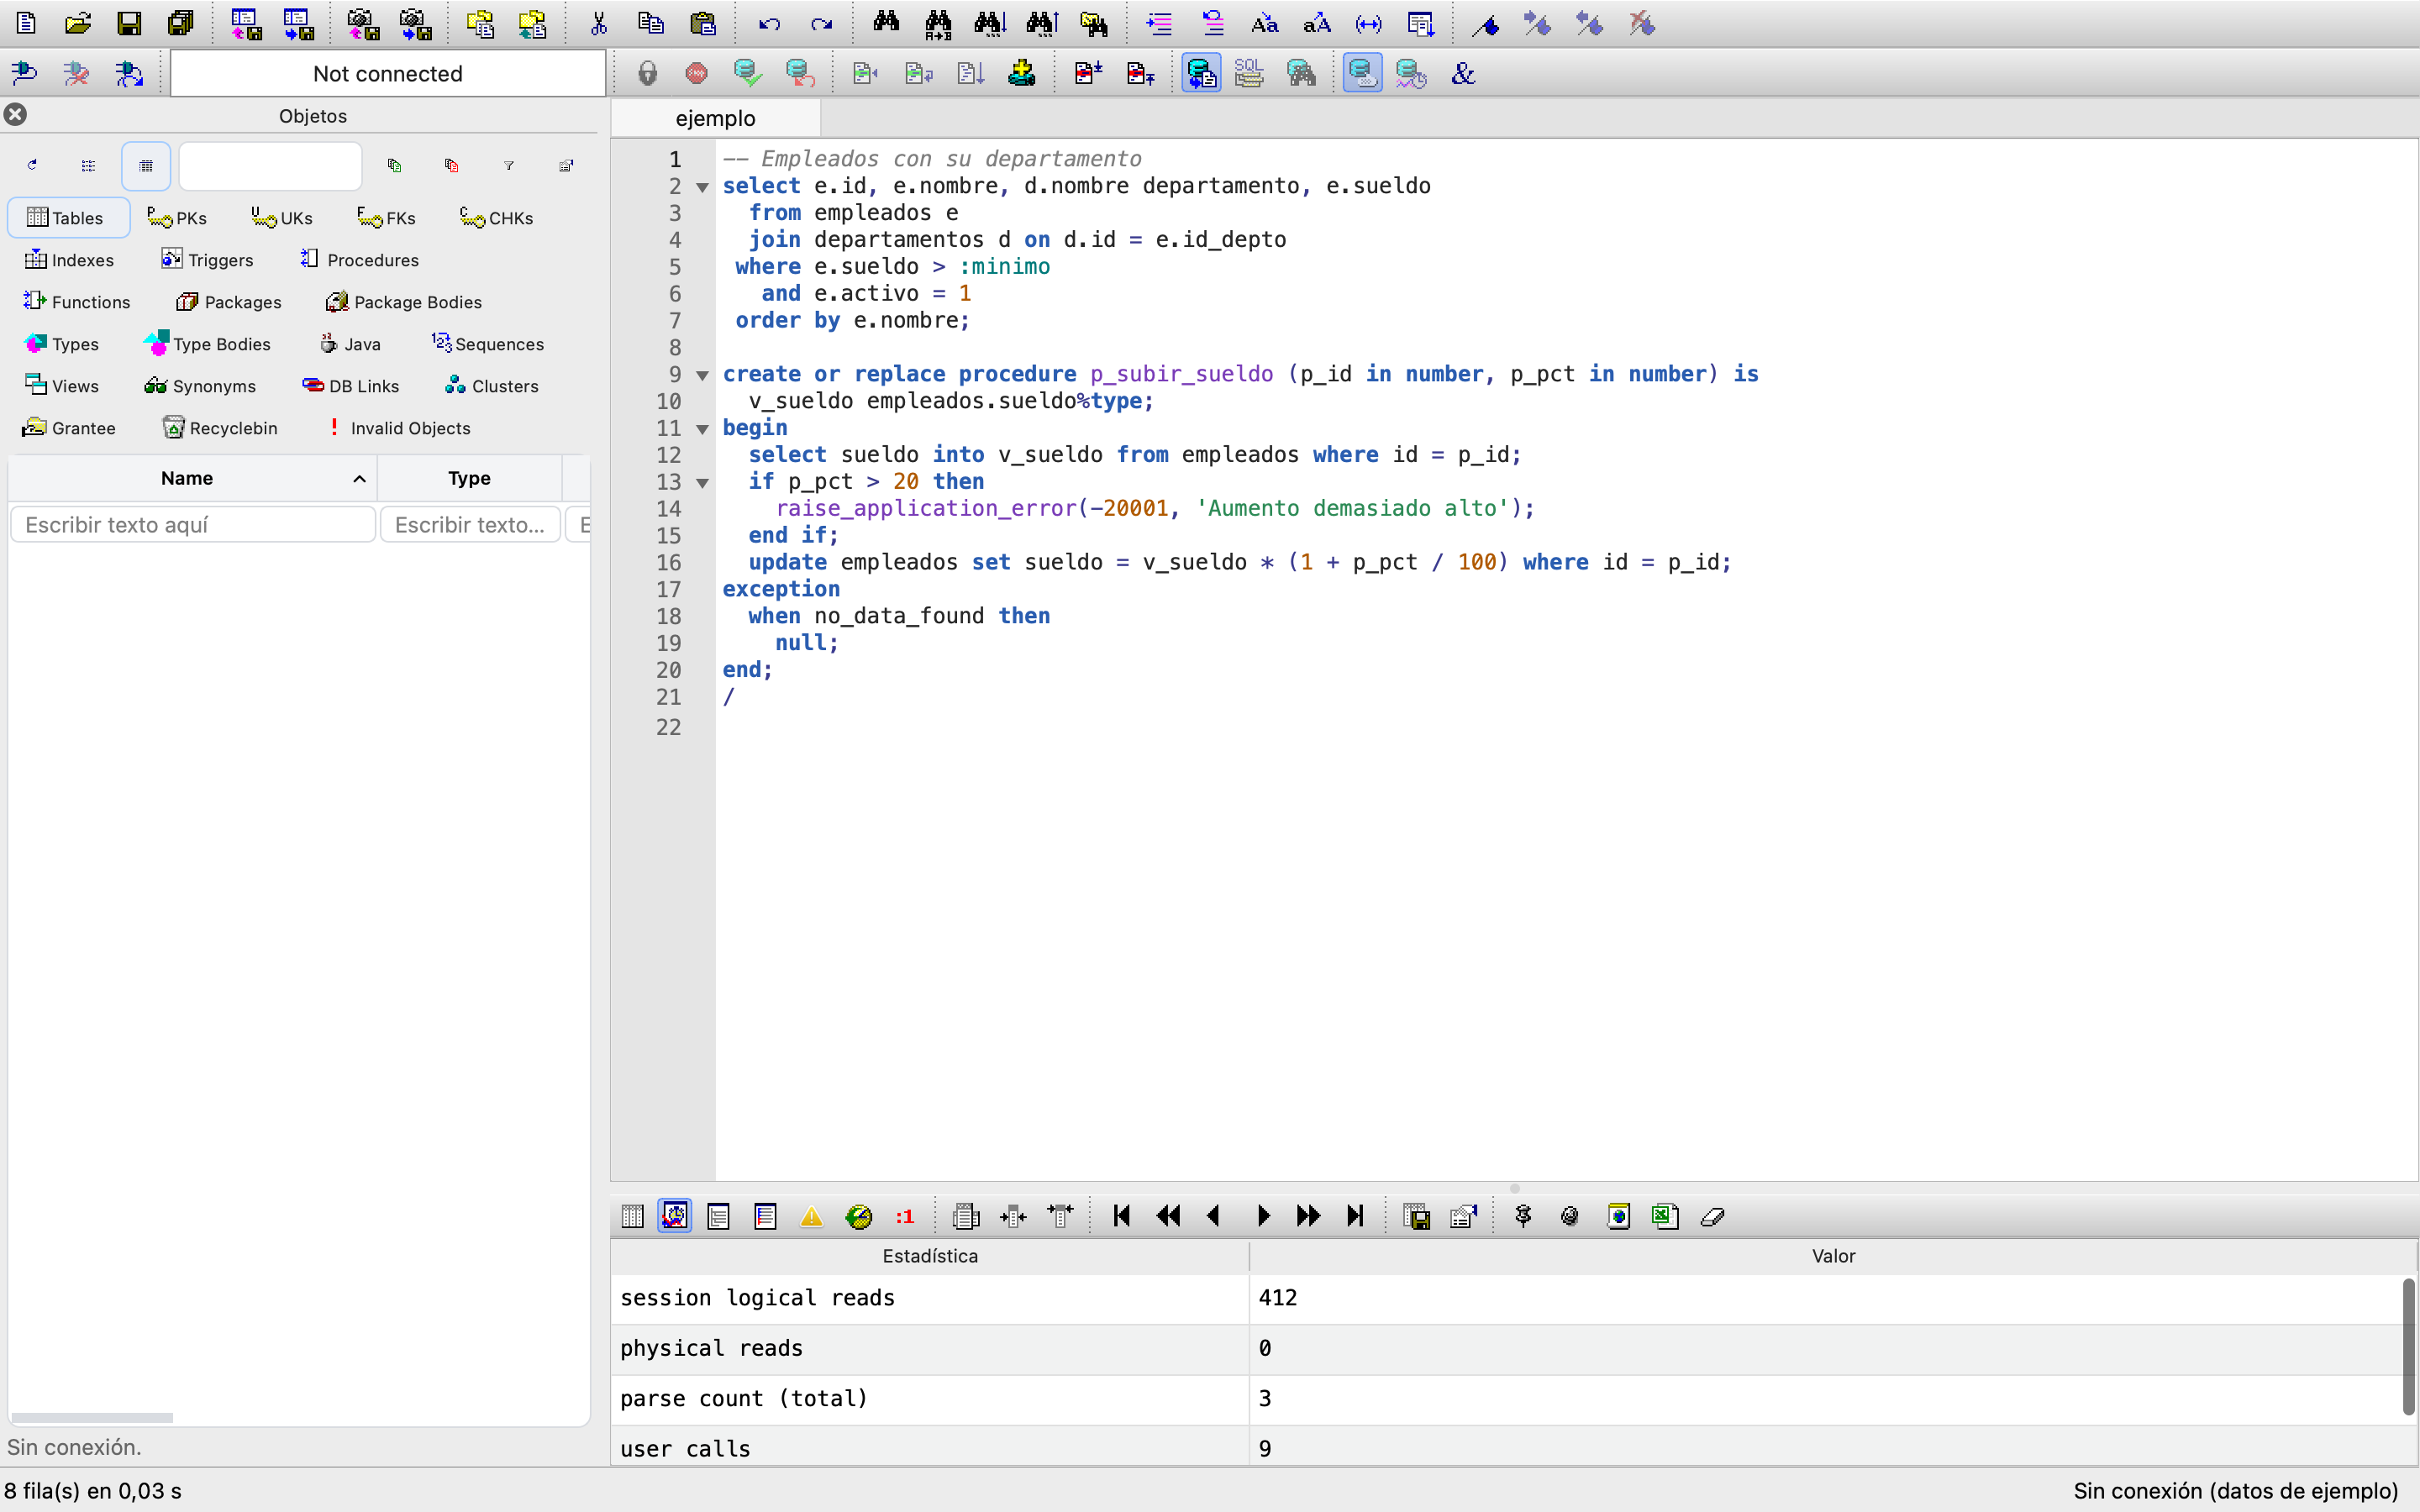 Not connected
Objetos
Tables
PKs
UKs
FKs
CHKs
Indexes
Triggers
Procedures
Functions
Packages
Package Bodies
Types
Type Bodies
Java
Sequences
Views
Synonyms
DB Links
Clusters
Grantee
Recyclebin
Invalid Objects
Name
Type
Escribir texto aquí
Escribir texto...
E
Sin conexión.
ejemplo
1 -- Empleados con su departamento
2 select e.id, e.nombre, d.nombre departamento, e.sueldo
3 from empleados e
4 join departamentos d on d.id = e.id_depto
5 where e.sueldo > :minimo
6 and e.activo = 1
7 order by e.nombre;
8
9 create or replace procedure p_subir_sueldo (p_id in number, p_pct in number) is
10 v_sueldo empleados.sueldo%type;
11 begin
12 select sueldo into v_sueldo from empleados where id = p_id;
13 if p_pct > 20 then
14 raise_application_error(-20001, 'Aumento demasiado alto');
15 end if;
16 update empleados set sueldo = v_sueldo * (1 + p_pct / 100) where id = p_id;
17 exception
18 when no_data_found then
19 null;
20 end;
21 /
22
:1
Estadística Valor
session logical reads 412
physical reads 0
parse count (total) 3
user calls 9
8 fila(s) en 0,03 s
Sin conexión (datos de ejemplo)